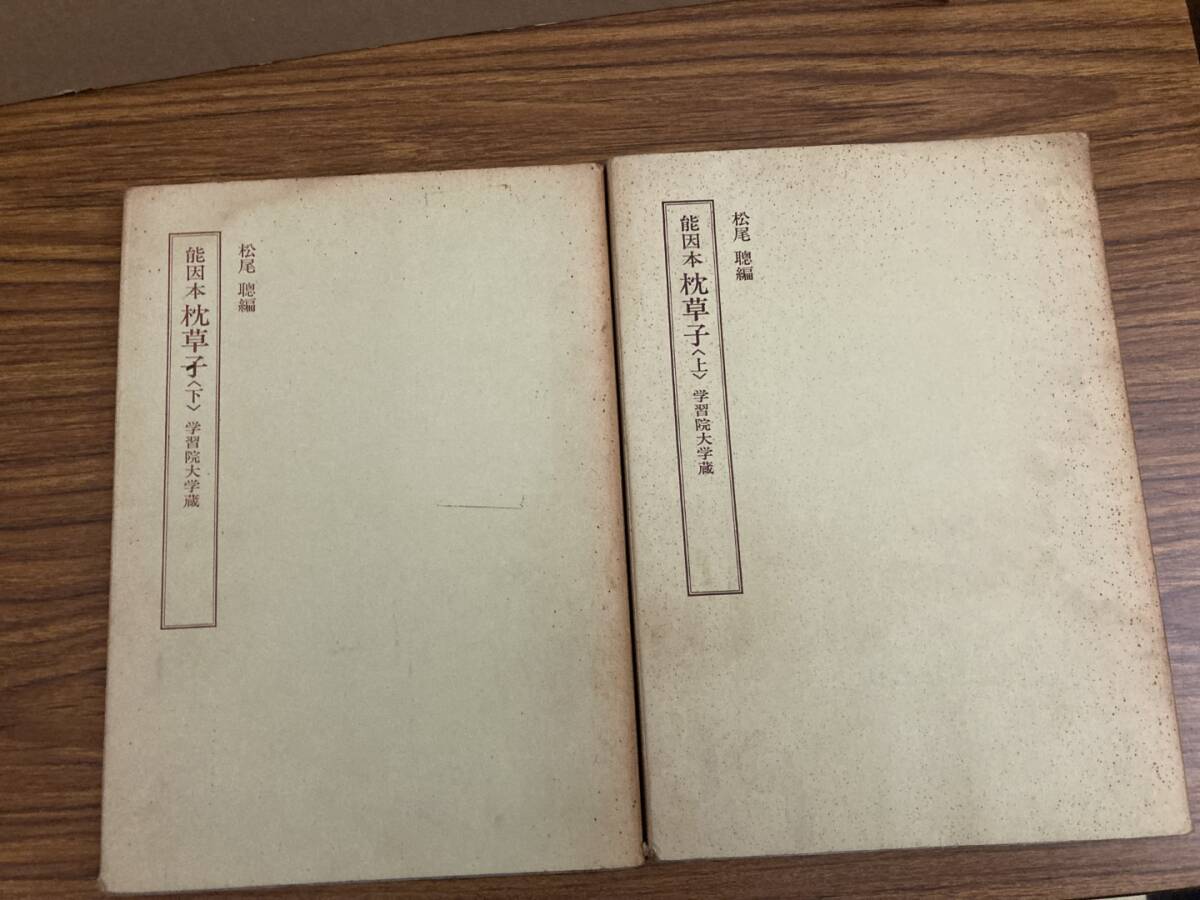 松尾 聰編
能因本 枕草子〈上〉 学習院大学蔵
松尾 聰編
能因本 枕草子〈下〉 学習院大学蔵